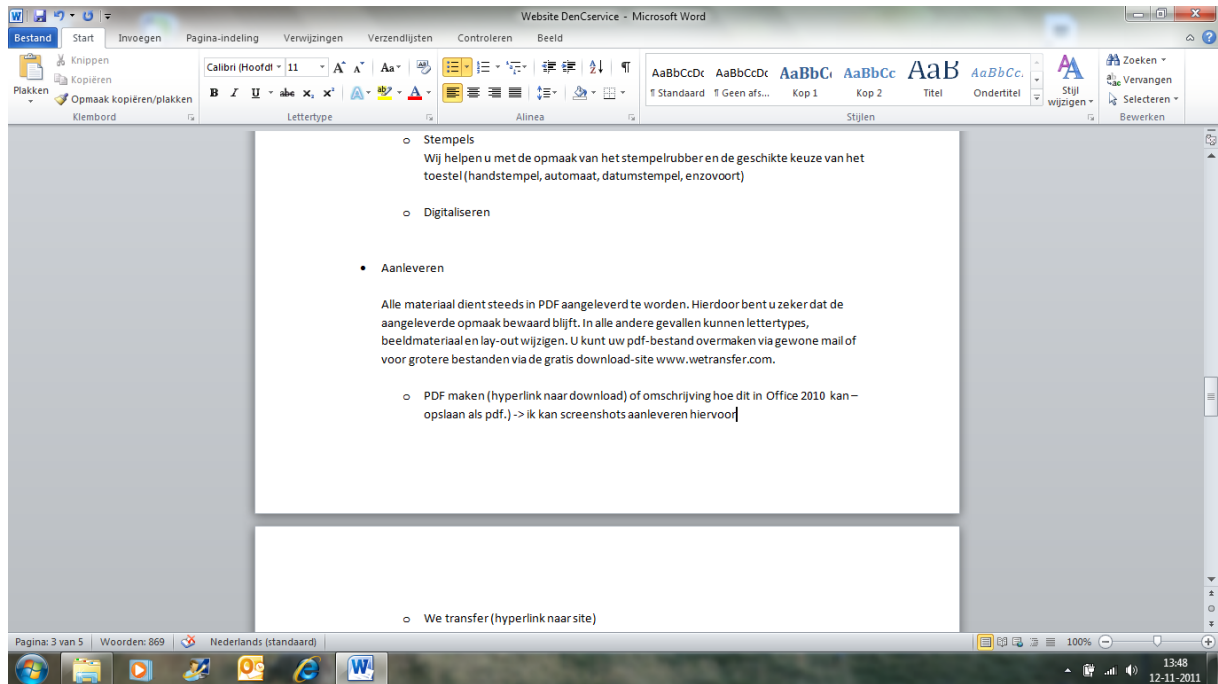 Website DenCservice - Microsoft Word
Bestand Start Invoegen Pagina-indeling Verwijzingen Verzendlijsten Controleren Beeld
Plakken
Knippen
Kopiëren
Opmaak kopiëren/plakken
Klembord
Calibri (Hoofdt 11
Lettertype
Alinea
AaBbCcDc AaBbCcDc AaBbC AaBbCc AaB AaBbCc.
¶ Standaard ¶ Geen afs... Kop 1 Kop 2 Titel Ondertitel
Stijl
wijzigen
Stijlen
Zoeken
Vervangen
Selecteren
Bewerken
o Stempels
Wij helpen u met de opmaak van het stempelrubber en de geschikte keuze van het
toestel (handstempel, automaat, datumstempel, enzovoort)
o Digitaliseren
• Aanleveren
Alle materiaal dient steeds in PDF aangeleverd te worden. Hierdoor bent u zeker dat de
aangeleverde opmaak bewaard blijft. In alle andere gevallen kunnen lettertypes,
beeldmateriaal en lay-out wijzigen. U kunt uw pdf-bestand overmaken via gewone mail of
voor grotere bestanden via de gratis download-site www.wetransfer.com.
o PDF maken (hyperlink naar download) of omschrijving hoe dit in Office 2010 kan –
opslaan als pdf.) -> ik kan screenshots aanleveren hiervoor
o We transfer (hyperlink naar site)
Pagina: 3 van 5 Woorden: 869 Nederlands (standaard) 100%
13:48
12-11-2011